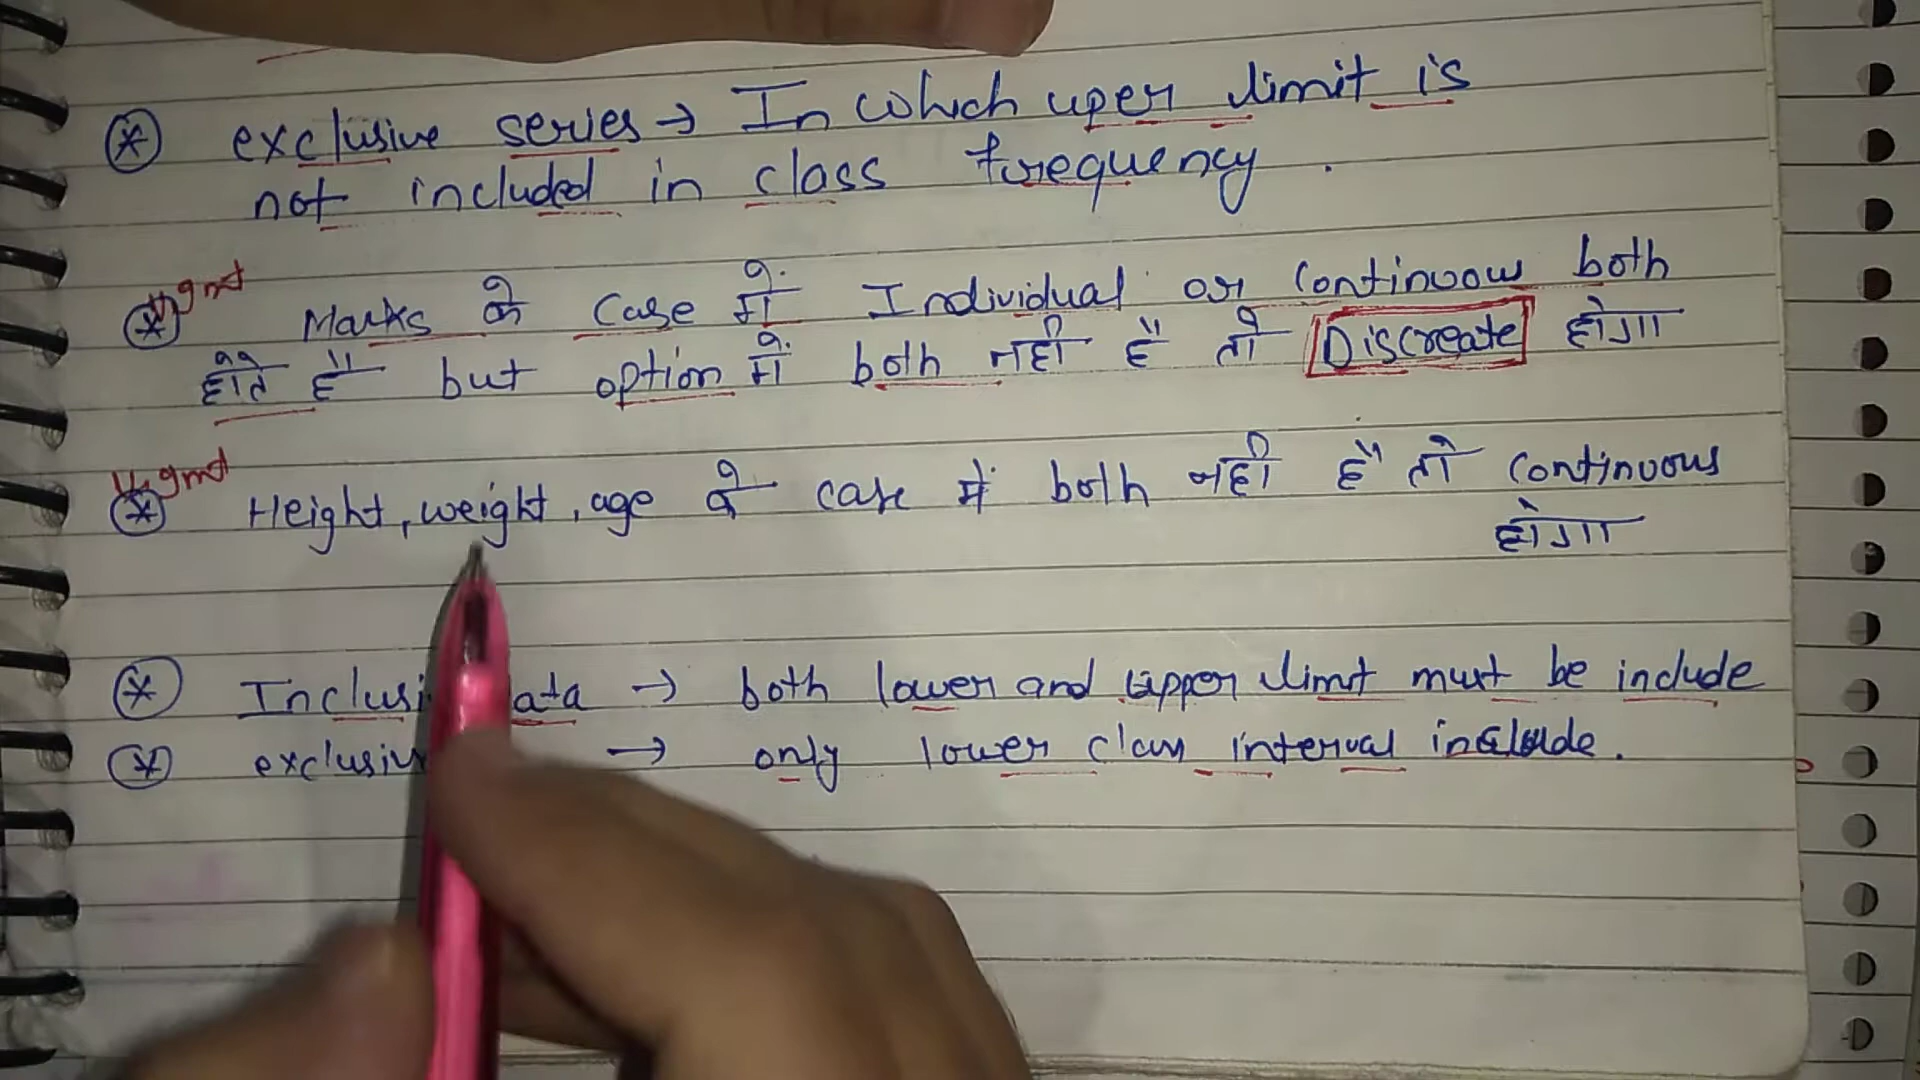 * exclusive series → In which uper limit is
not included in class frequency.
* Marks के case में Individual or continuous both
होते हैं but option में both नही है तो Discreate होगा
* Height, weight, age के case में both नही है तो continuous
होगा
* Inclusi ata → both lower and upper limit must be include
* exclusiv → only lower class interval include.